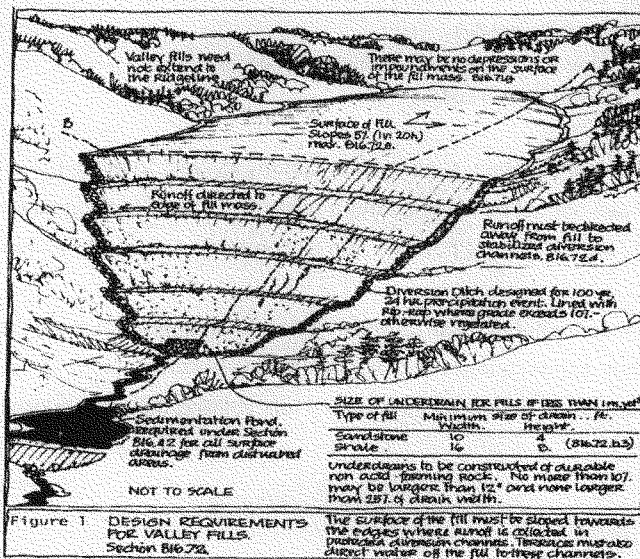 Valley fills need
not extend to
the Ridgeline
There may be no depressions or
impoundments on the surface
of the fill mass. 816.72.
A
B
Surface of Fill
Slopes 5% (1v:20h)
max. 816.72.
Runoff directed to
edge of fill mass.
Runoff must be directed
away from fill to
stabilized diversion
channels. 816.72.d.
Diversion Ditch designed for 100 yr,
24 hr. precipitation event. Lined with
Rip-Rap where grade exceeds 10%-
otherwise vegetated.
SIZE OF UNDERDRAIN FOR FILLS OF LESS THAN 1 m.yd³
Type of fill Minimum size of drain .. ft.
Width. Height.
Sandstone 10 4
Shale 16 8. (816.72.b3)
Sedimentation Pond.
required under Section
816.42 for all surface
drainage from disturbed
areas.
NOT TO SCALE
Underdrains to be constructed of durable
non acid-forming rock. No more than 10%
may be larger than 12" and none larger
than 25% of drain width.
Figure 1 DESIGN REQUIREMENTS
FOR VALLEY FILLS.
Section 816.72.
The surface of the fill must be sloped towards
the edges where runoff is collected in
diversion channels. Terraces must also
direct water off the fill to these channels.